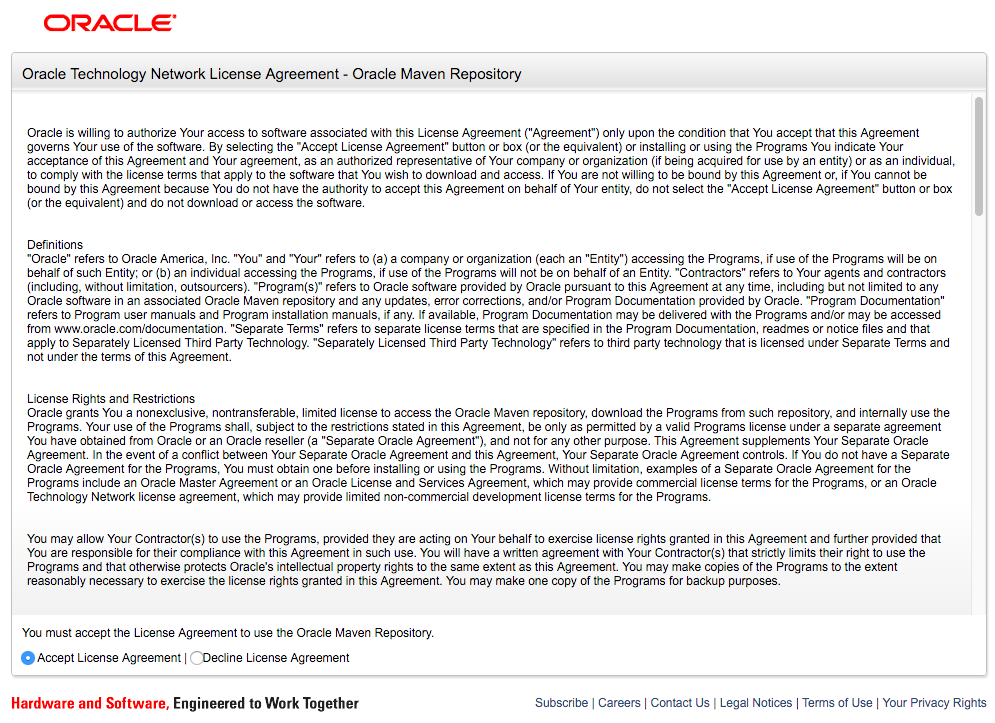 ORACLE
Oracle Technology Network License Agreement - Oracle Maven Repository
Oracle is willing to authorize Your access to software associated with this License Agreement ("Agreement") only upon the condition that You accept that this Agreement
governs Your use of the software. By selecting the "Accept License Agreement" button or box (or the equivalent) or installing or using the Programs You indicate Your
acceptance of this Agreement and Your agreement, as an authorized representative of Your company or organization (if being acquired for use by an entity) or as an individual,
to comply with the license terms that apply to the software that You wish to download and access. If You are not willing to be bound by this Agreement or, if You cannot be
bound by this Agreement because You do not have the authority to accept this Agreement on behalf of Your entity, do not select the "Accept License Agreement" button or box
(or the equivalent) and do not download or access the software.
Definitions
"Oracle" refers to Oracle America, Inc. "You" and "Your" refers to (a) a company or organization (each an "Entity") accessing the Programs, if use of the Programs will be on
behalf of such Entity; or (b) an individual accessing the Programs, if use of the Programs will not be on behalf of an Entity. "Contractors" refers to Your agents and contractors
(including, without limitation, outsourcers). "Program(s)" refers to Oracle software provided by Oracle pursuant to this Agreement at any time, including but not limited to any
Oracle software in an associated Oracle Maven repository and any updates, error corrections, and/or Program Documentation provided by Oracle. "Program Documentation"
refers to Program user manuals and Program installation manuals, if any. If available, Program Documentation may be delivered with the Programs and/or may be accessed
from www.oracle.com/documentation. "Separate Terms" refers to separate license terms that are specified in the Program Documentation, readmes or notice files and that
apply to Separately Licensed Third Party Technology. "Separately Licensed Third Party Technology" refers to third party technology that is licensed under Separate Terms and
not under the terms of this Agreement.
License Rights and Restrictions
Oracle grants You a nonexclusive, nontransferable, limited license to access the Oracle Maven repository, download the Programs from such repository, and internally use the
Programs. Your use of the Programs shall, subject to the restrictions stated in this Agreement, be only as permitted by a valid Programs license under a separate agreement
You have obtained from Oracle or an Oracle reseller (a "Separate Oracle Agreement"), and not for any other purpose. This Agreement supplements Your Separate Oracle
Agreement. In the event of a conflict between Your Separate Oracle Agreement and this Agreement, Your Separate Oracle Agreement controls. If You do not have a Separate
Oracle Agreement for the Programs, You must obtain one before installing or using the Programs. Without limitation, examples of a Separate Oracle Agreement for the
Programs include an Oracle Master Agreement or an Oracle License and Services Agreement, which may provide commercial license terms for the Programs, or an Oracle
Technology Network license agreement, which may provide limited non-commercial development license terms for the Programs.
You may allow Your Contractor(s) to use the Programs, provided they are acting on Your behalf to exercise license rights granted in this Agreement and further provided that
You are responsible for their compliance with this Agreement in such use. You will have a written agreement with Your Contractor(s) that strictly limits their right to use the
Programs and that otherwise protects Oracle's intellectual property rights to the same extent as this Agreement. You may make copies of the Programs to the extent
reasonably necessary to exercise the license rights granted in this Agreement. You may make one copy of the Programs for backup purposes.
You must accept the License Agreement to use the Oracle Maven Repository.
Accept License Agreement | Decline License Agreement
Hardware and Software, Engineered to Work Together
Subscribe | Careers | Contact Us | Legal Notices | Terms of Use | Your Privacy Rights